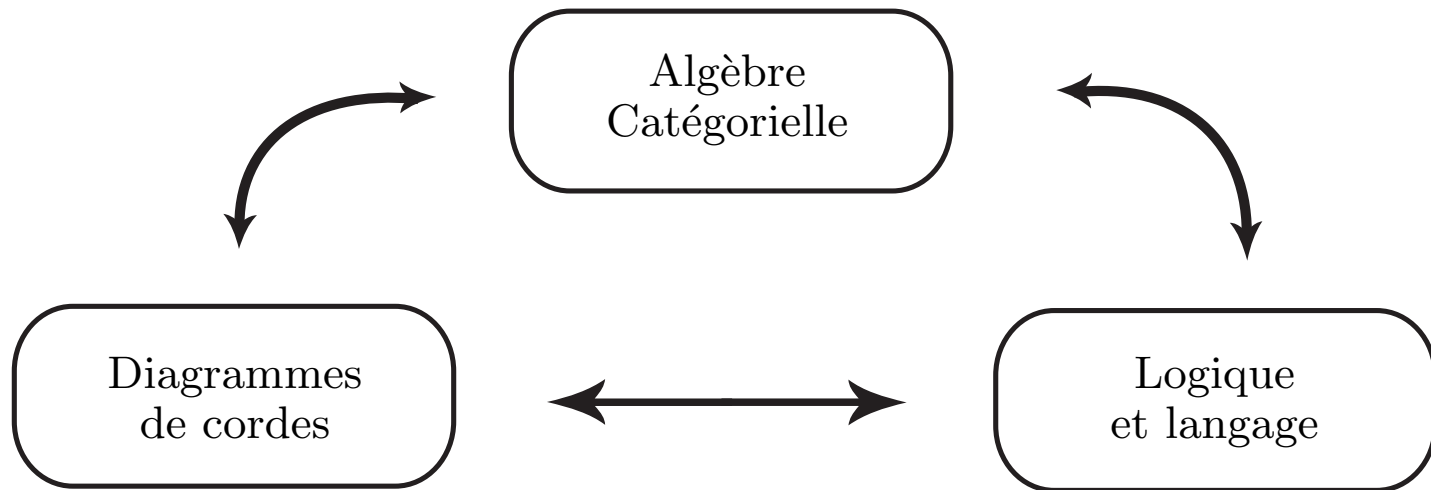 Algèbre
Catégorielle
Diagrammes
de cordes
Logique
et langage